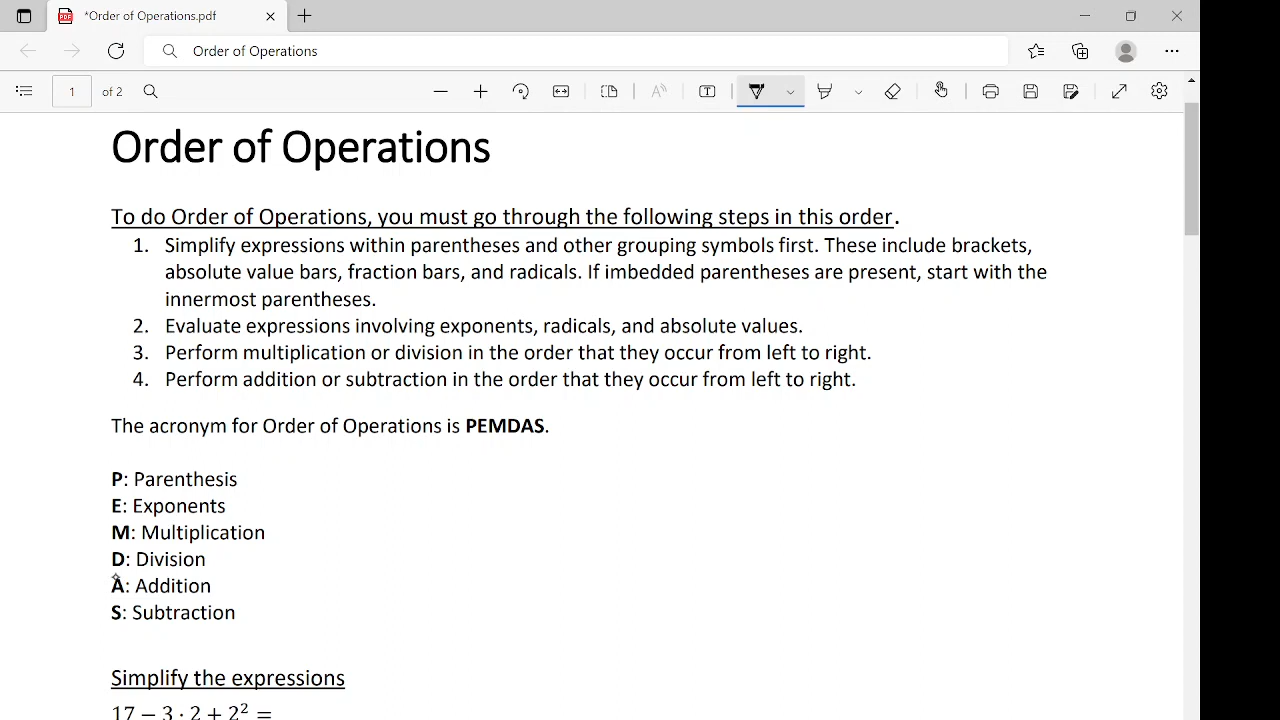 *Order of Operations.pdf
Order of Operations
1 of 2
Order of Operations
To do Order of Operations, you must go through the following steps in this order.
1. Simplify expressions within parentheses and other grouping symbols first. These include brackets,
absolute value bars, fraction bars, and radicals. If imbedded parentheses are present, start with the
innermost parentheses.
2. Evaluate expressions involving exponents, radicals, and absolute values.
3. Perform multiplication or division in the order that they occur from left to right.
4. Perform addition or subtraction in the order that they occur from left to right.
The acronym for Order of Operations is PEMDAS.
P: Parenthesis
E: Exponents
M: Multiplication
D: Division
A: Addition
S: Subtraction
Simplify the expressions
17 − 3 · 2 + 2² =